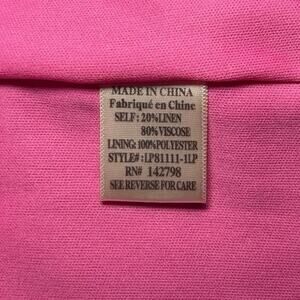 MADE IN CHINA
Fabriqué en Chine
SELF: 20%LINEN
80%VISCOSE
LINING: 100%POLYESTER
STYLE#: LP81111-1LP
RN# 142798
SEE REVERSE FOR CARE